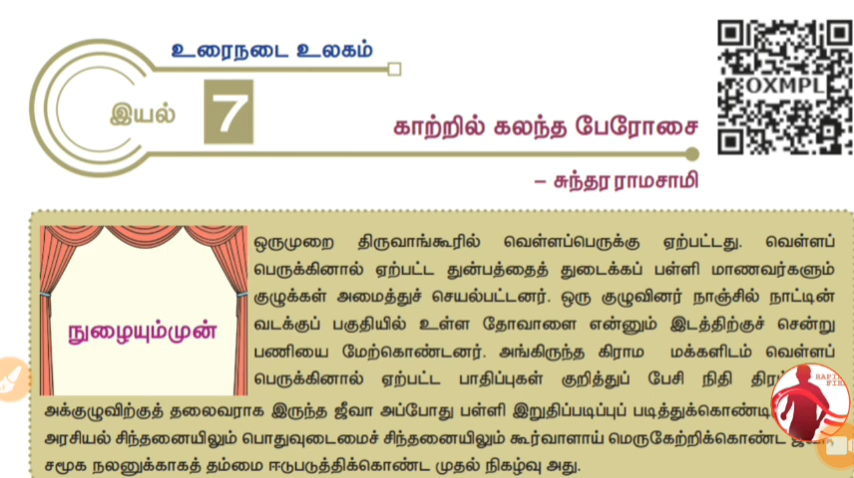 உரைநடை உலகம்
இயல் 7
காற்றில் கலந்த பேரோசை
– சுந்தர ராமசாமி
OXMPL
நுழையும்முன்
ஒருமுறை திருவாங்கூரில் வெள்ளப்பெருக்கு ஏற்பட்டது. வெள்ளப்
பெருக்கினால் ஏற்பட்ட துன்பத்தைத் துடைக்கப் பள்ளி மாணவர்களும்
குழுக்கள் அமைத்துச் செயல்பட்டனர். ஒரு குழுவினர் நாஞ்சில் நாட்டின்
வடக்குப் பகுதியில் உள்ள தோவாளை என்னும் இடத்திற்குச் சென்று
பணியை மேற்கொண்டனர். அங்கிருந்த கிராம மக்களிடம் வெள்ளப்
பெருக்கினால் ஏற்பட்ட பாதிப்புகள் குறித்துப் பேசி நிதி
அக்குழுவிற்குத் தலைவராக இருந்த ஜீவா அப்போது பள்ளி இறுதிப்படிப்புப்
அரசியல் சிந்தனையிலும் பொதுவுடைமைச் சிந்தனையிலும் கூர்வாளாய் மெருகேற்றிக்கொண்ட
சமூக நலனுக்காகத் தம்மை ஈடுபடுத்திக்கொண்ட முதல் நிகழ்வு அது.